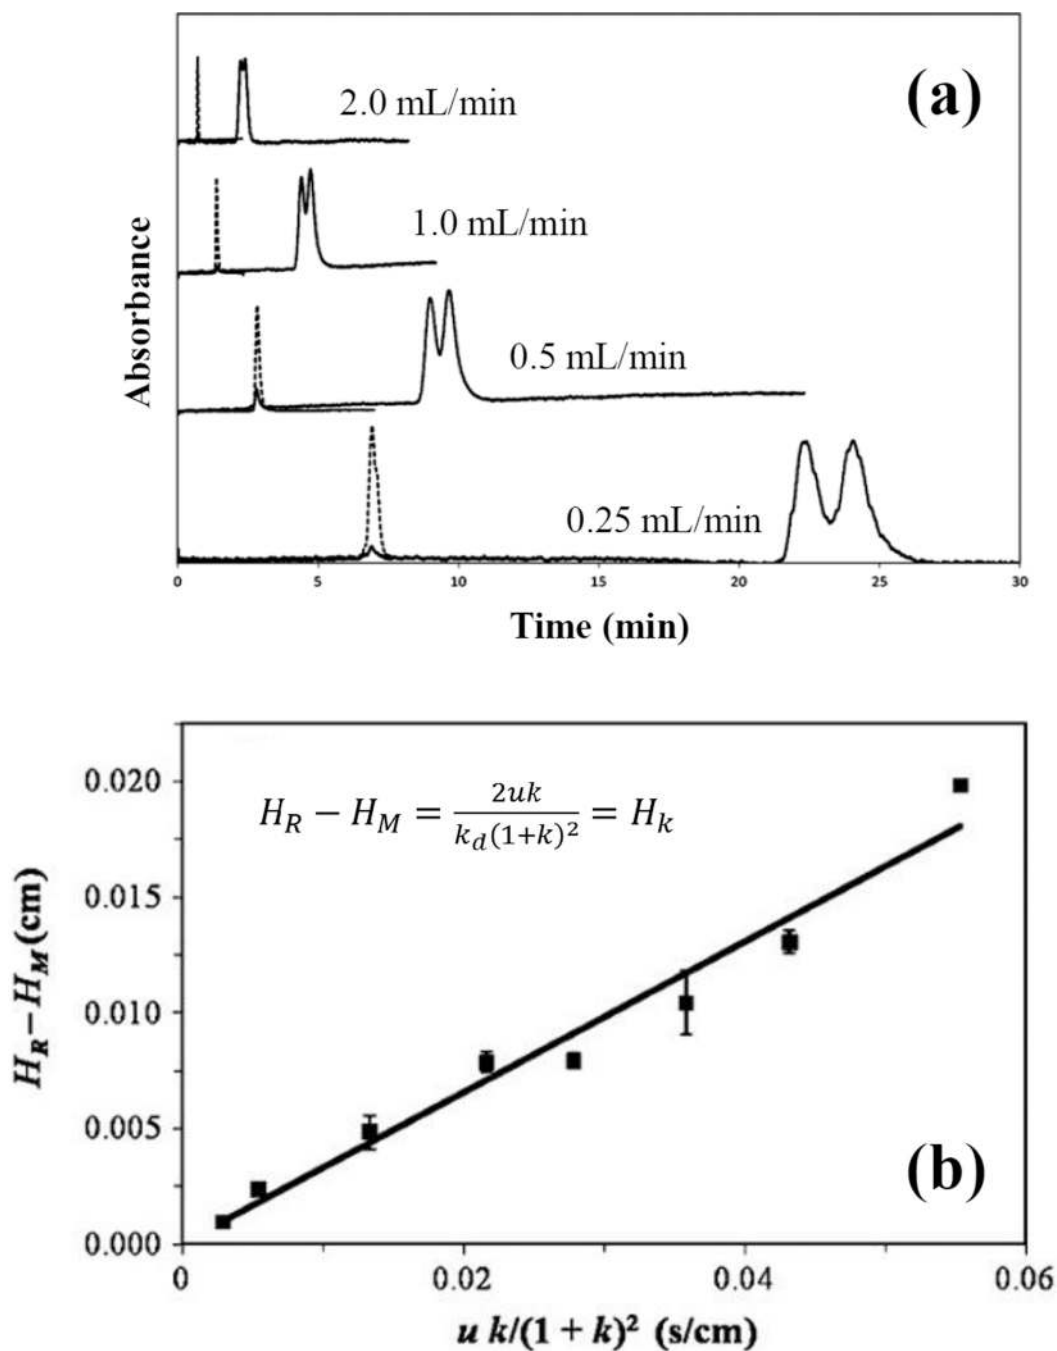 (a)
2.0 mL/min
1.0 mL/min
0.5 mL/min
0.25 mL/min
Absorbance
0 5 10 15 20 25 30
Time (min)
H_R − H_M = 2uk / k_d(1+k)² = H_k
(b)
0.020
0.015
0.010
0.005
0.000
H_R − H_M (cm)
0 0.02 0.04 0.06
u k/(1 + k)² (s/cm)